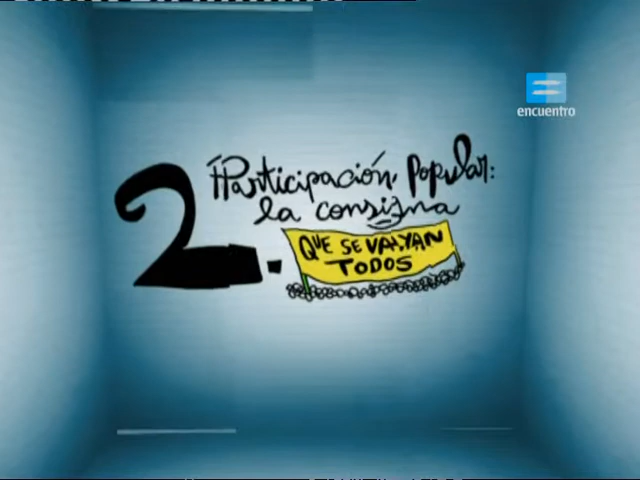 encuentro
2. Participación Popular:
la consigna
QUE SE VAYAN
TODOS